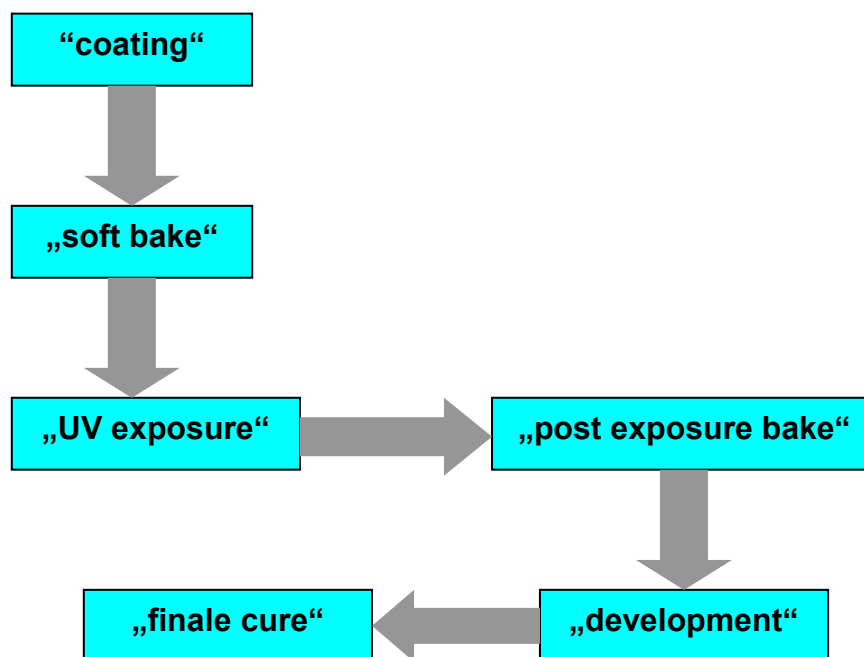 “coating“
„soft bake“
„UV exposure“
„post exposure bake“
„development“
„finale cure“